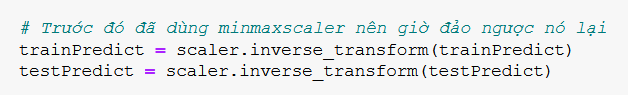 # Trước đó đã dùng minmaxscaler nên giờ đảo ngược nó lại
trainPredict = scaler.inverse_transform(trainPredict)
testPredict = scaler.inverse_transform(testPredict)